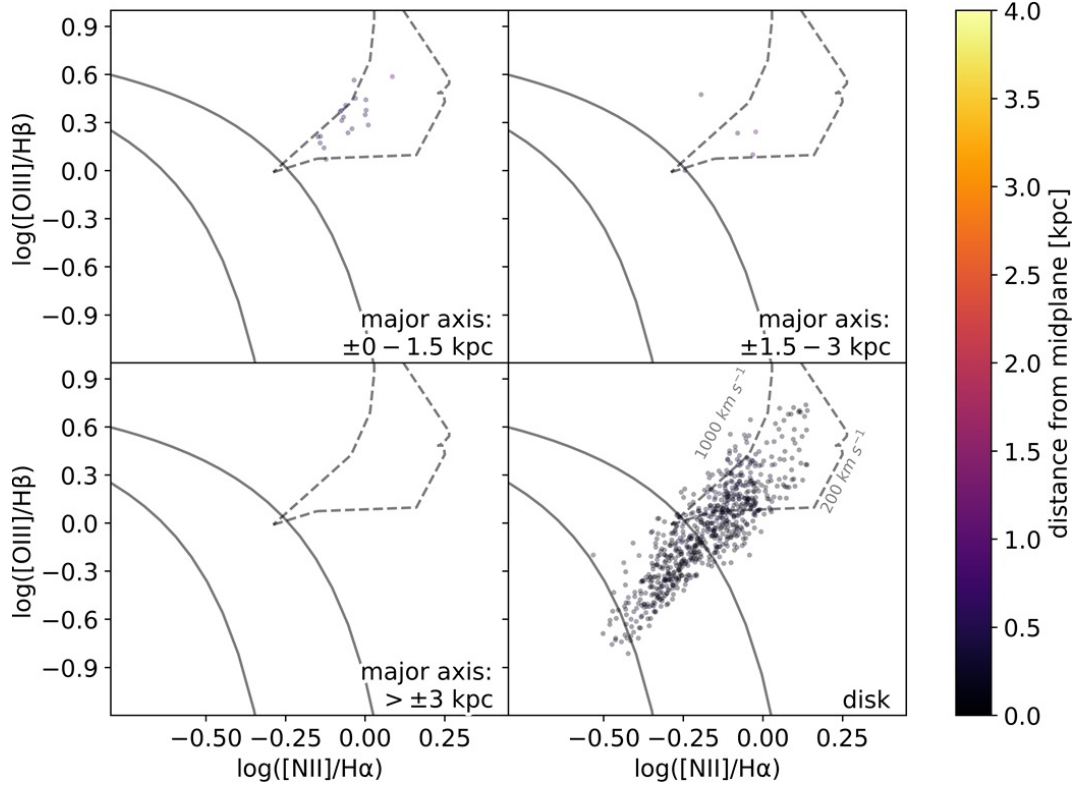 0.9
0.6
0.3
0.0
−0.3
−0.6
−0.9
log([OIII]/Hβ)
major axis:
±0 − 1.5 kpc
major axis:
±1.5 − 3 kpc
0.9
0.6
0.3
0.0
−0.3
−0.6
−0.9
log([OIII]/Hβ)
major axis:
> ±3 kpc
1000 km s⁻¹
200 km s⁻¹
disk
−0.50 −0.25 0.00 0.25
log([NII]/Hα)
−0.50 −0.25 0.00 0.25
log([NII]/Hα)
4.0
3.5
3.0
2.5
2.0
1.5
1.0
0.5
0.0
distance from midplane [kpc]